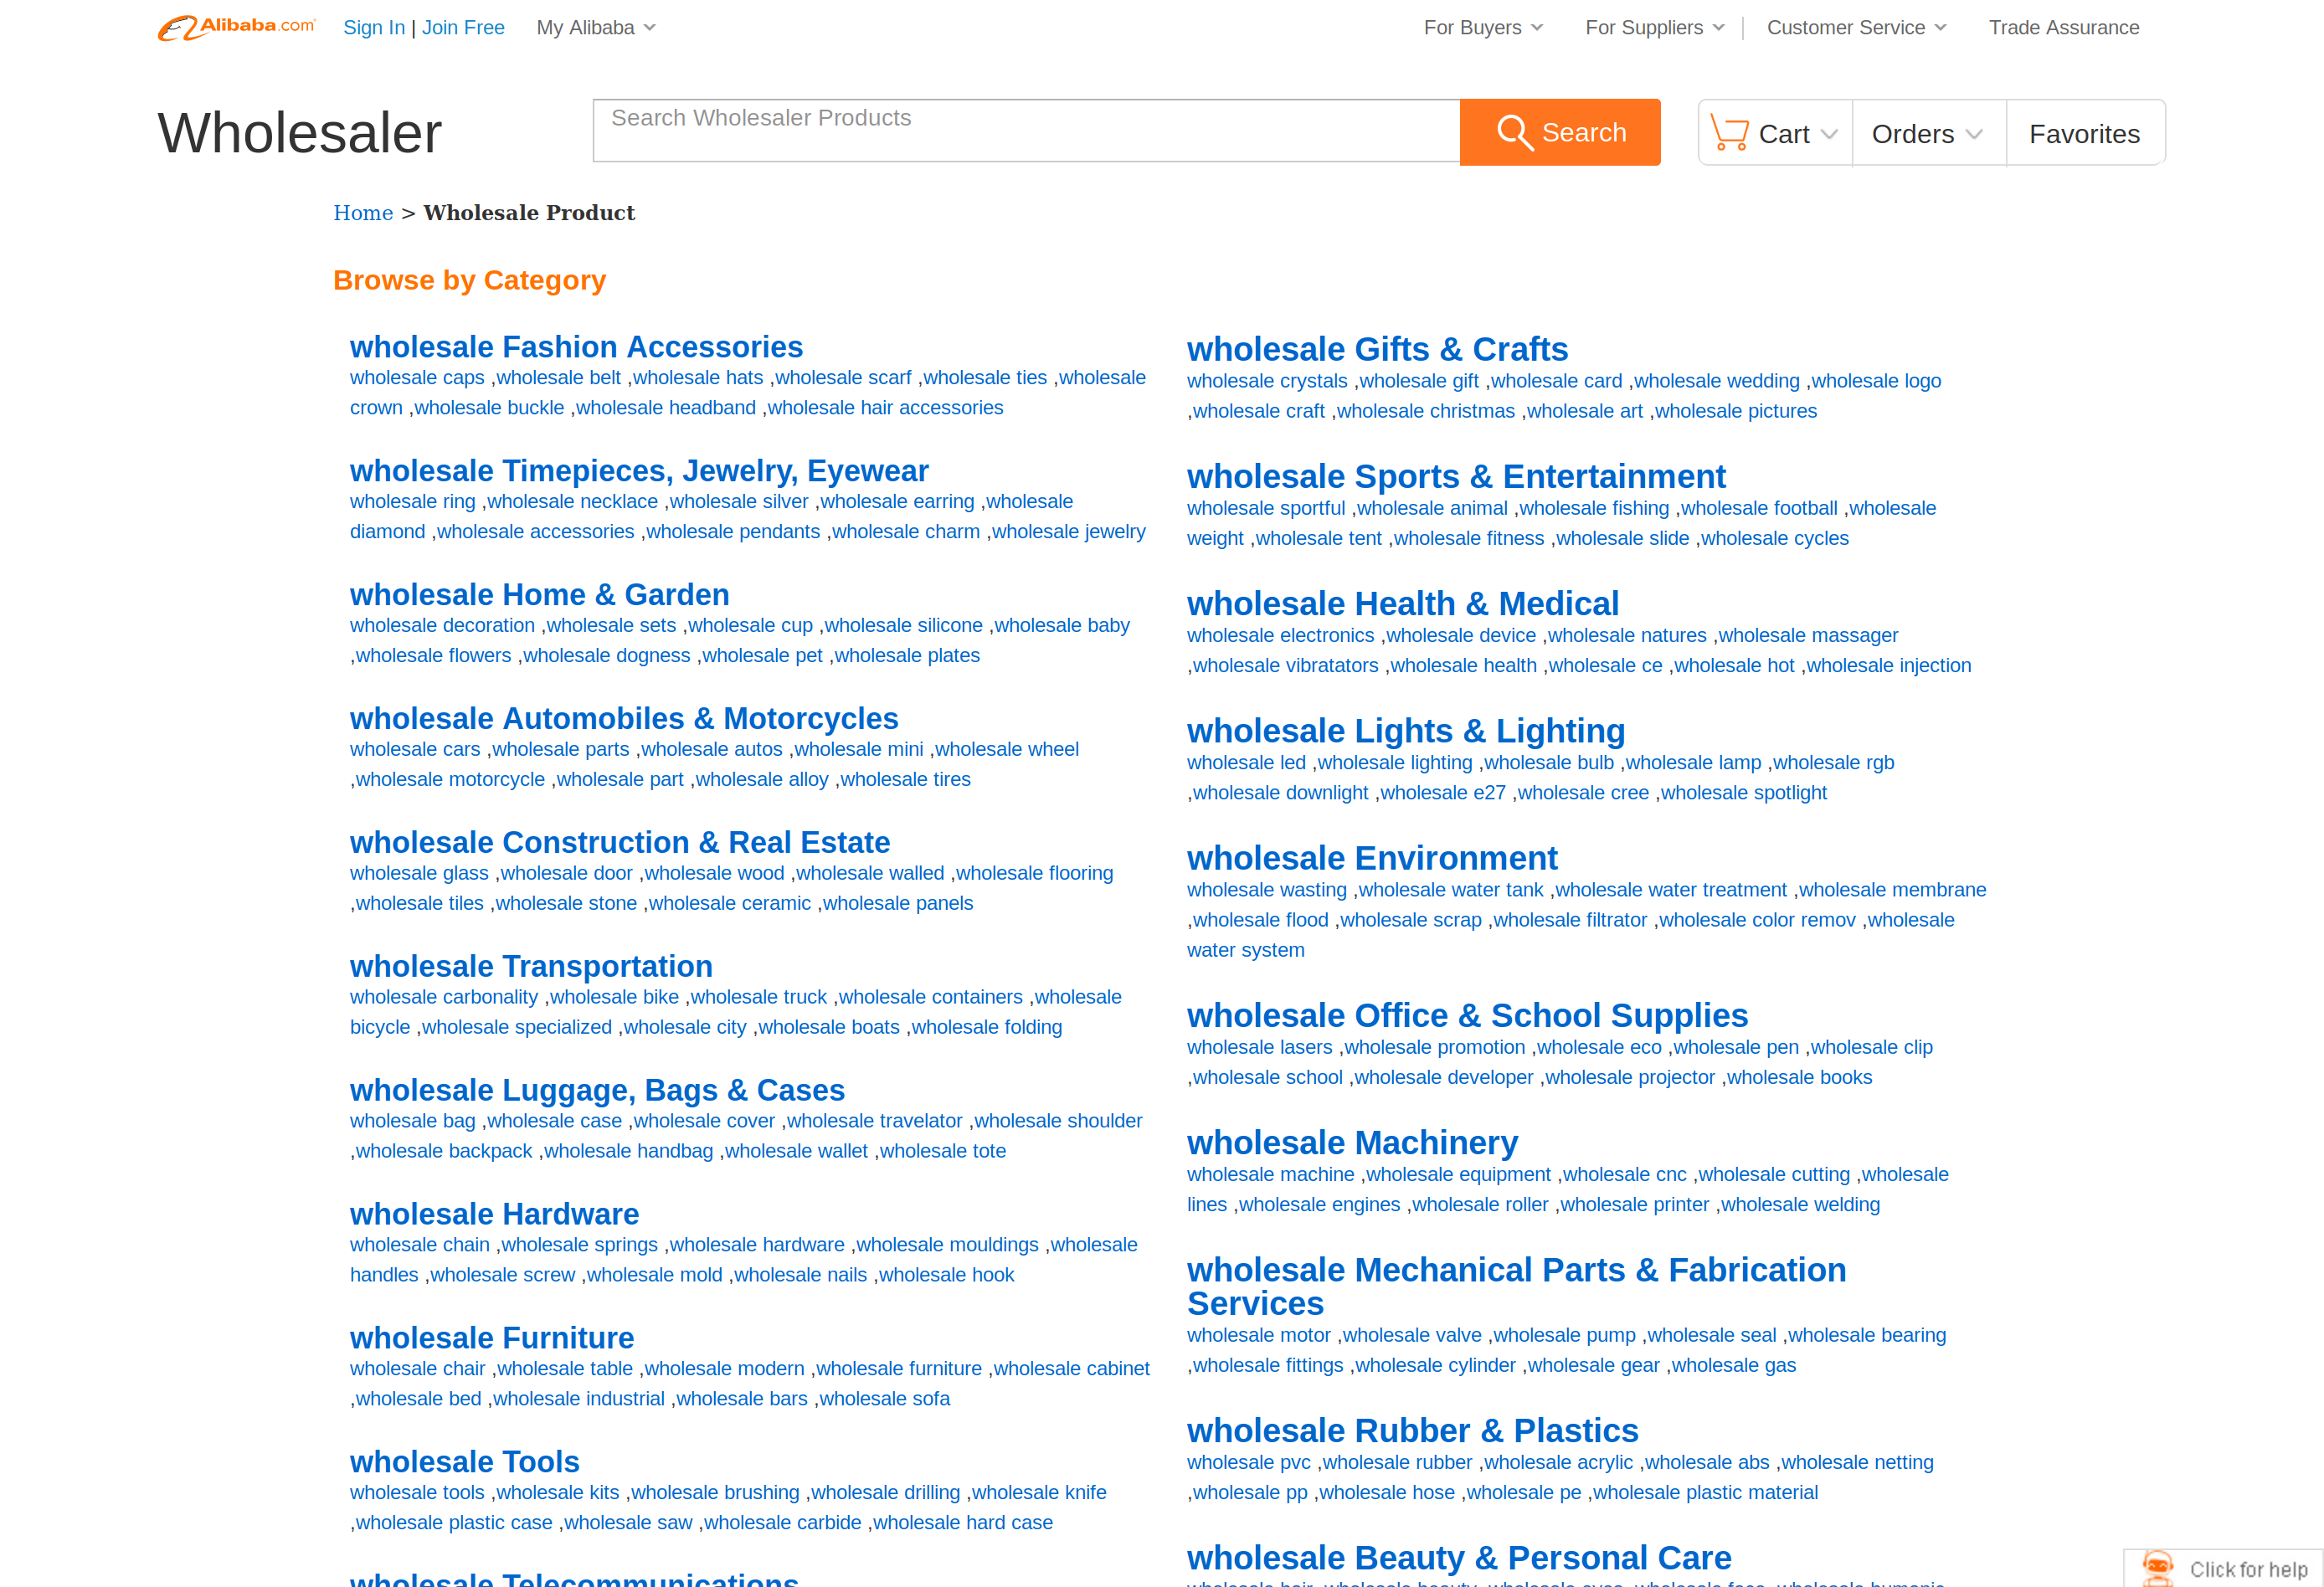 Alibaba.com Sign In | Join Free My Alibaba For Buyers For Suppliers Customer Service Trade Assurance
Wholesaler
Search Wholesaler Products
Search
Cart
Orders
Favorites
Home > Wholesale Product
Browse by Category
wholesale Fashion Accessories
wholesale caps ,wholesale belt ,wholesale hats ,wholesale scarf ,wholesale ties ,wholesale
crown ,wholesale buckle ,wholesale headband ,wholesale hair accessories
wholesale Timepieces, Jewelry, Eyewear
wholesale ring ,wholesale necklace ,wholesale silver ,wholesale earring ,wholesale
diamond ,wholesale accessories ,wholesale pendants ,wholesale charm ,wholesale jewelry
wholesale Home & Garden
wholesale decoration ,wholesale sets ,wholesale cup ,wholesale silicone ,wholesale baby
,wholesale flowers ,wholesale dogness ,wholesale pet ,wholesale plates
wholesale Automobiles & Motorcycles
wholesale cars ,wholesale parts ,wholesale autos ,wholesale mini ,wholesale wheel
,wholesale motorcycle ,wholesale part ,wholesale alloy ,wholesale tires
wholesale Construction & Real Estate
wholesale glass ,wholesale door ,wholesale wood ,wholesale walled ,wholesale flooring
,wholesale tiles ,wholesale stone ,wholesale ceramic ,wholesale panels
wholesale Transportation
wholesale carbonality ,wholesale bike ,wholesale truck ,wholesale containers ,wholesale
bicycle ,wholesale specialized ,wholesale city ,wholesale boats ,wholesale folding
wholesale Luggage, Bags & Cases
wholesale bag ,wholesale case ,wholesale cover ,wholesale travelator ,wholesale shoulder
,wholesale backpack ,wholesale handbag ,wholesale wallet ,wholesale tote
wholesale Hardware
wholesale chain ,wholesale springs ,wholesale hardware ,wholesale mouldings ,wholesale
handles ,wholesale screw ,wholesale mold ,wholesale nails ,wholesale hook
wholesale Furniture
wholesale chair ,wholesale table ,wholesale modern ,wholesale furniture ,wholesale cabinet
,wholesale bed ,wholesale industrial ,wholesale bars ,wholesale sofa
wholesale Tools
wholesale tools ,wholesale kits ,wholesale brushing ,wholesale drilling ,wholesale knife
,wholesale plastic case ,wholesale saw ,wholesale carbide ,wholesale hard case
wholesale Telecommunications
wholesale Gifts & Crafts
wholesale crystals ,wholesale gift ,wholesale card ,wholesale wedding ,wholesale logo
,wholesale craft ,wholesale christmas ,wholesale art ,wholesale pictures
wholesale Sports & Entertainment
wholesale sportful ,wholesale animal ,wholesale fishing ,wholesale football ,wholesale
weight ,wholesale tent ,wholesale fitness ,wholesale slide ,wholesale cycles
wholesale Health & Medical
wholesale electronics ,wholesale device ,wholesale natures ,wholesale massager
,wholesale vibratators ,wholesale health ,wholesale ce ,wholesale hot ,wholesale injection
wholesale Lights & Lighting
wholesale led ,wholesale lighting ,wholesale bulb ,wholesale lamp ,wholesale rgb
,wholesale downlight ,wholesale e27 ,wholesale cree ,wholesale spotlight
wholesale Environment
wholesale wasting ,wholesale water tank ,wholesale water treatment ,wholesale membrane
,wholesale flood ,wholesale scrap ,wholesale filtrator ,wholesale color remov ,wholesale
water system
wholesale Office & School Supplies
wholesale lasers ,wholesale promotion ,wholesale eco ,wholesale pen ,wholesale clip
,wholesale school ,wholesale developer ,wholesale projector ,wholesale books
wholesale Machinery
wholesale machine ,wholesale equipment ,wholesale cnc ,wholesale cutting ,wholesale
lines ,wholesale engines ,wholesale roller ,wholesale printer ,wholesale welding
wholesale Mechanical Parts & Fabrication
Services
wholesale motor ,wholesale valve ,wholesale pump ,wholesale seal ,wholesale bearing
,wholesale fittings ,wholesale cylinder ,wholesale gear ,wholesale gas
wholesale Rubber & Plastics
wholesale pvc ,wholesale rubber ,wholesale acrylic ,wholesale abs ,wholesale netting
,wholesale pp ,wholesale hose ,wholesale pe ,wholesale plastic material
wholesale Beauty & Personal Care
Click for help